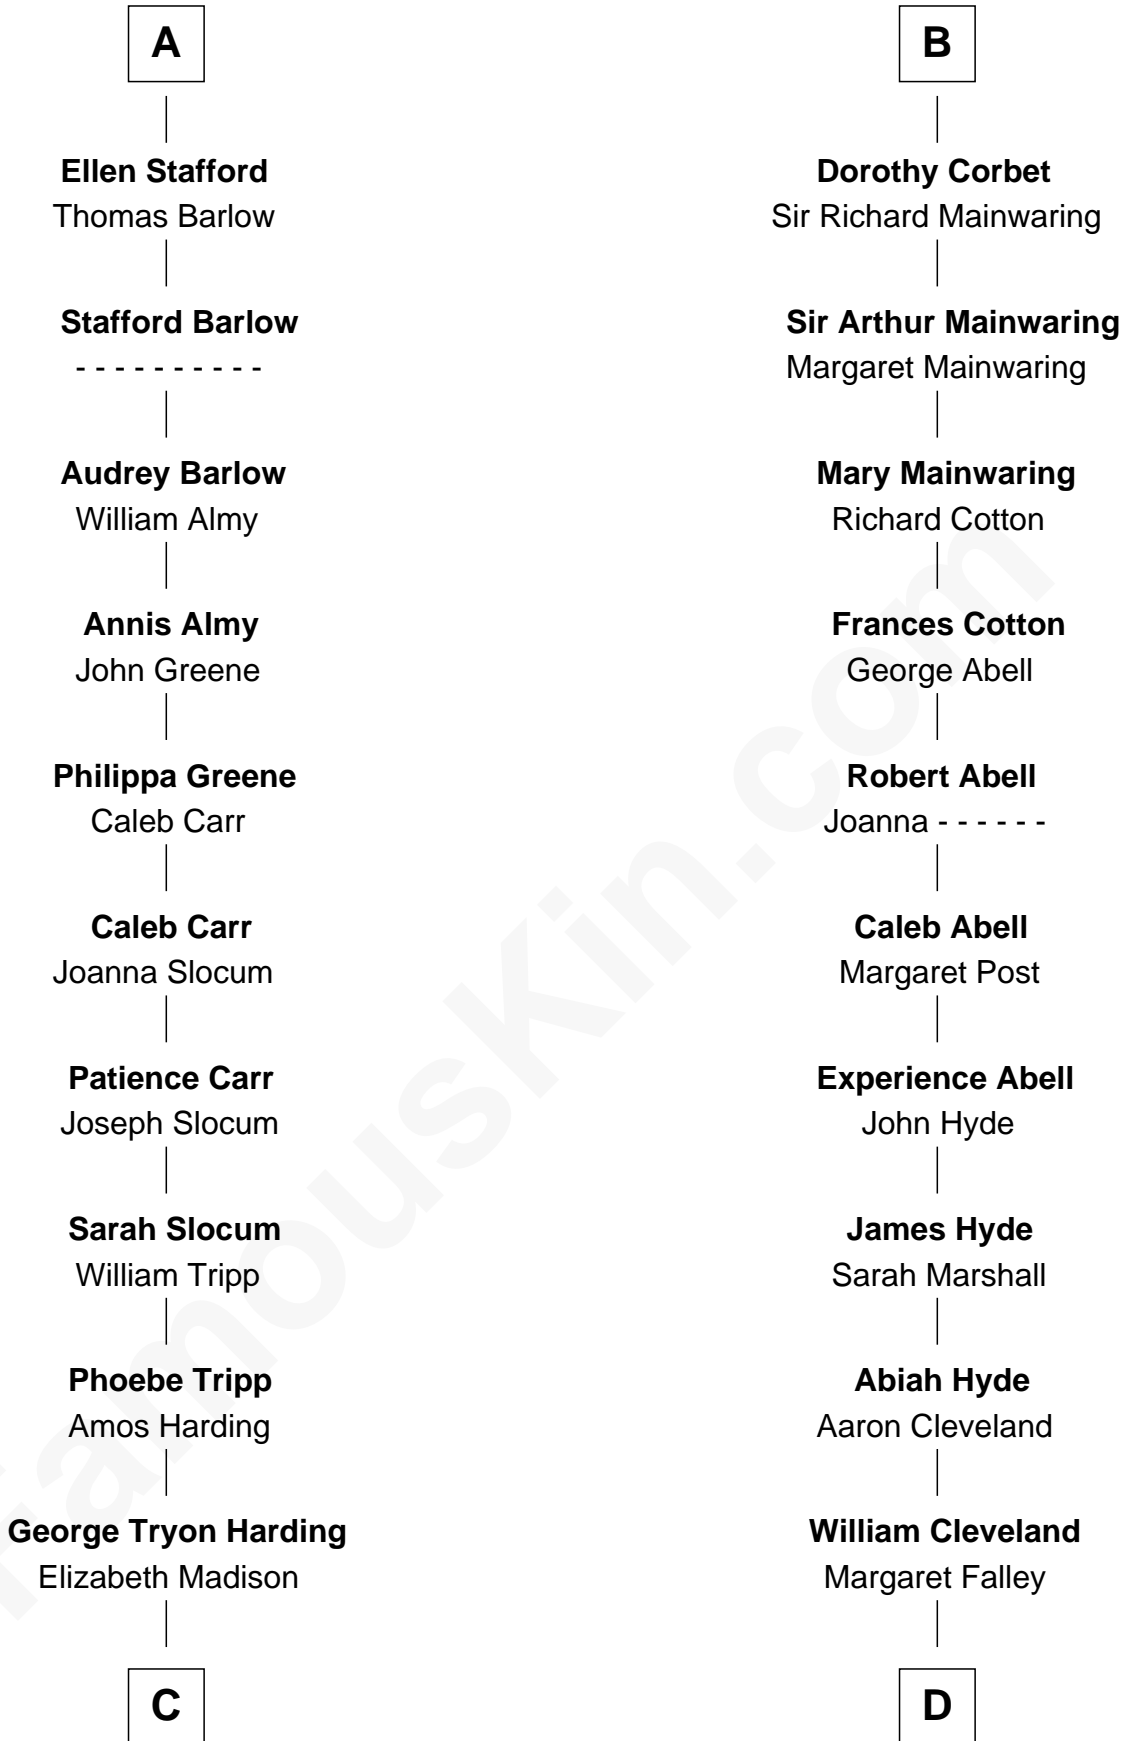 A
Ellen Stafford
Thomas Barlow
Stafford Barlow
- - - - - - - - - -
Audrey Barlow
William Almy
Annis Almy
John Greene
Philippa Greene
Caleb Carr
Caleb Carr
Joanna Slocum
Patience Carr
Joseph Slocum
Sarah Slocum
William Tripp
Phoebe Tripp
Amos Harding
George Tryon Harding
Elizabeth Madison
C
B
Dorothy Corbet
Sir Richard Mainwaring
Sir Arthur Mainwaring
Margaret Mainwaring
Mary Mainwaring
Richard Cotton
Frances Cotton
George Abell
Robert Abell
Joanna - - - - - -
Caleb Abell
Margaret Post
Experience Abell
John Hyde
James Hyde
Sarah Marshall
Abiah Hyde
Aaron Cleveland
William Cleveland
Margaret Falley
D
FamousKin.com